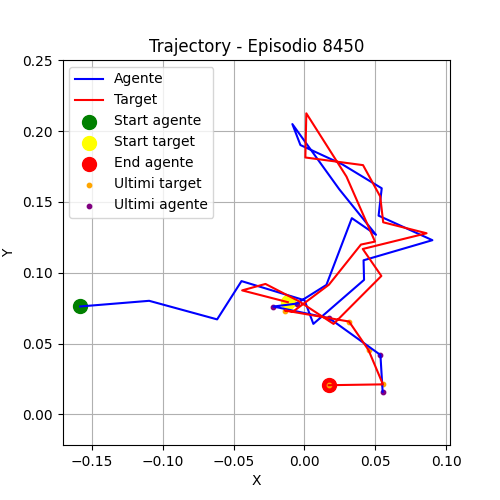 Trajectory - Episodio 8450
Agente
Target
Start agente
Start target
End agente
Ultimi target
Ultimi agente
Y
0.25
0.20
0.15
0.10
0.05
0.00
−0.15 −0.10 −0.05 0.00 0.05 0.10
X